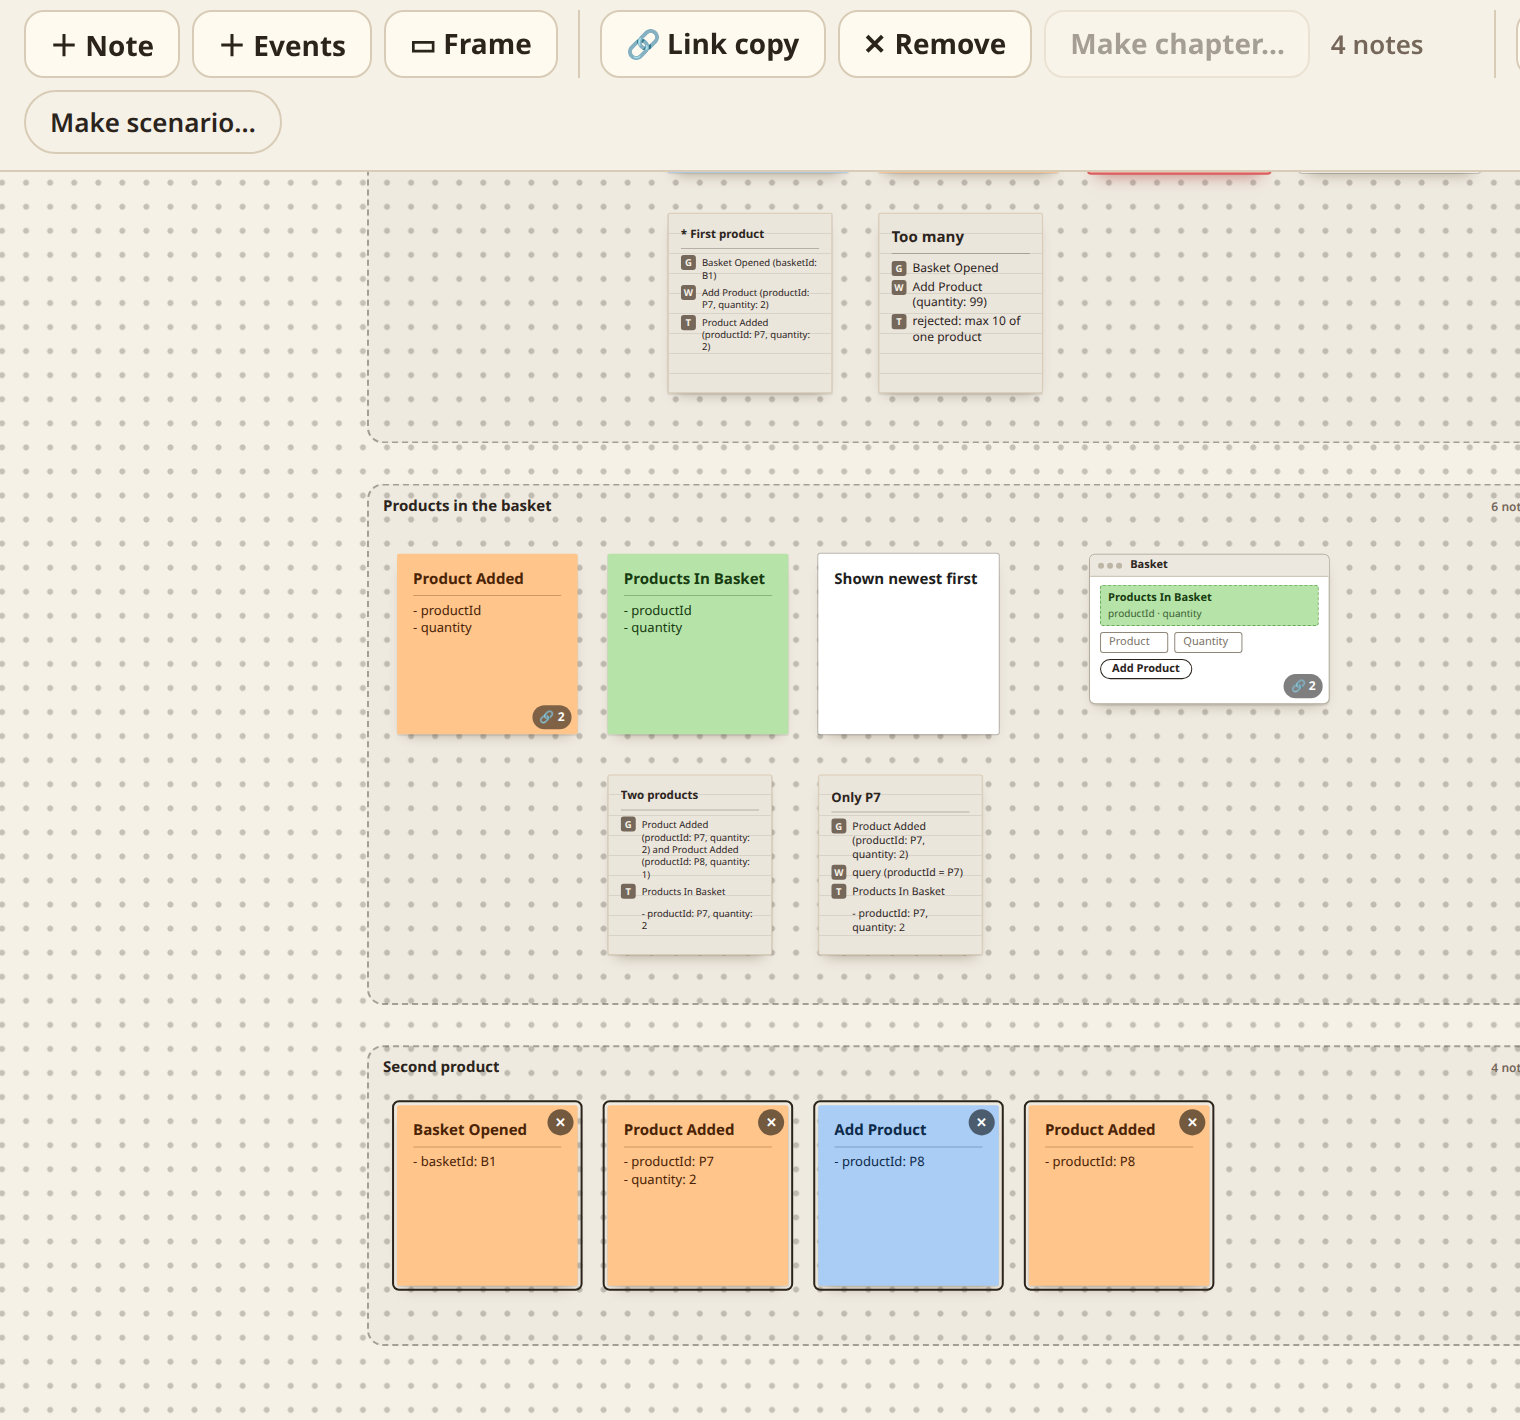 + Note
+ Events
Frame
Link copy
× Remove
Make chapter...
4 notes
Make scenario...
* First product
G Basket Opened (basketId:
B1)
W Add Product (productId:
P7, quantity: 2)
T Product Added
(productId: P7, quantity:
2)
Too many
G Basket Opened
W Add Product
(quantity: 99)
T rejected: max 10 of
one product
Products in the basket
6 not
Product Added
- productId
- quantity
2
Products In Basket
- productId
- quantity
Shown newest first
Basket
Products In Basket
productId · quantity
Product
Quantity
Add Product
2
Two products
G Product Added
(productId: P7, quantity:
2) and Product Added
(productId: P8, quantity:
1)
T Products In Basket
- productId: P7, quantity:
2
Only P7
G Product Added
(productId: P7,
quantity: 2)
W query (productId = P7)
T Products In Basket
- productId: P7,
quantity: 2
Second product
4 not
Basket Opened
- basketId: B1
Product Added
- productId: P7
- quantity: 2
Add Product
- productId: P8
Product Added
- productId: P8